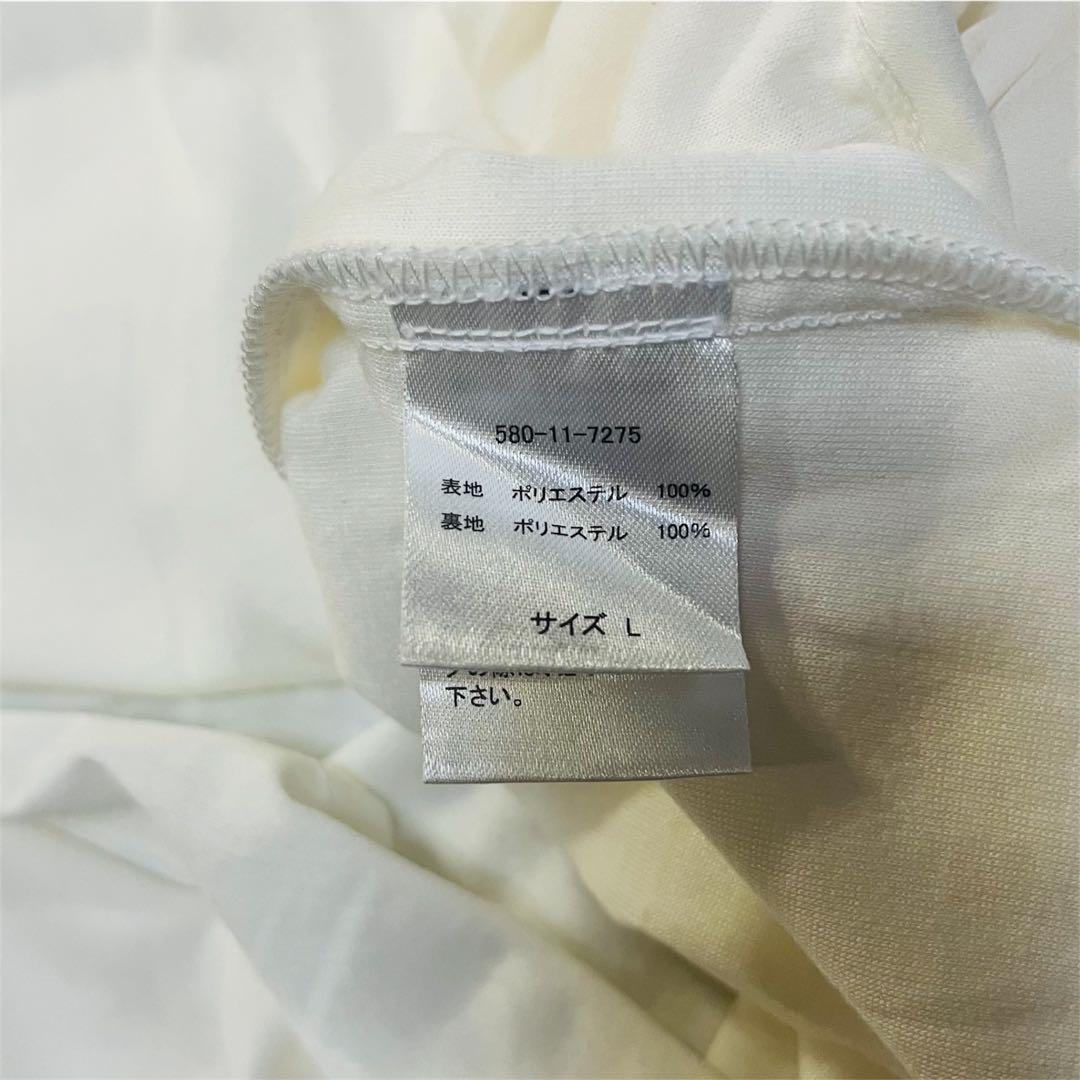 580-11-7275
表地 ポリエステル 100%
裏地 ポリエステル 100%
サイズ L
下さい。